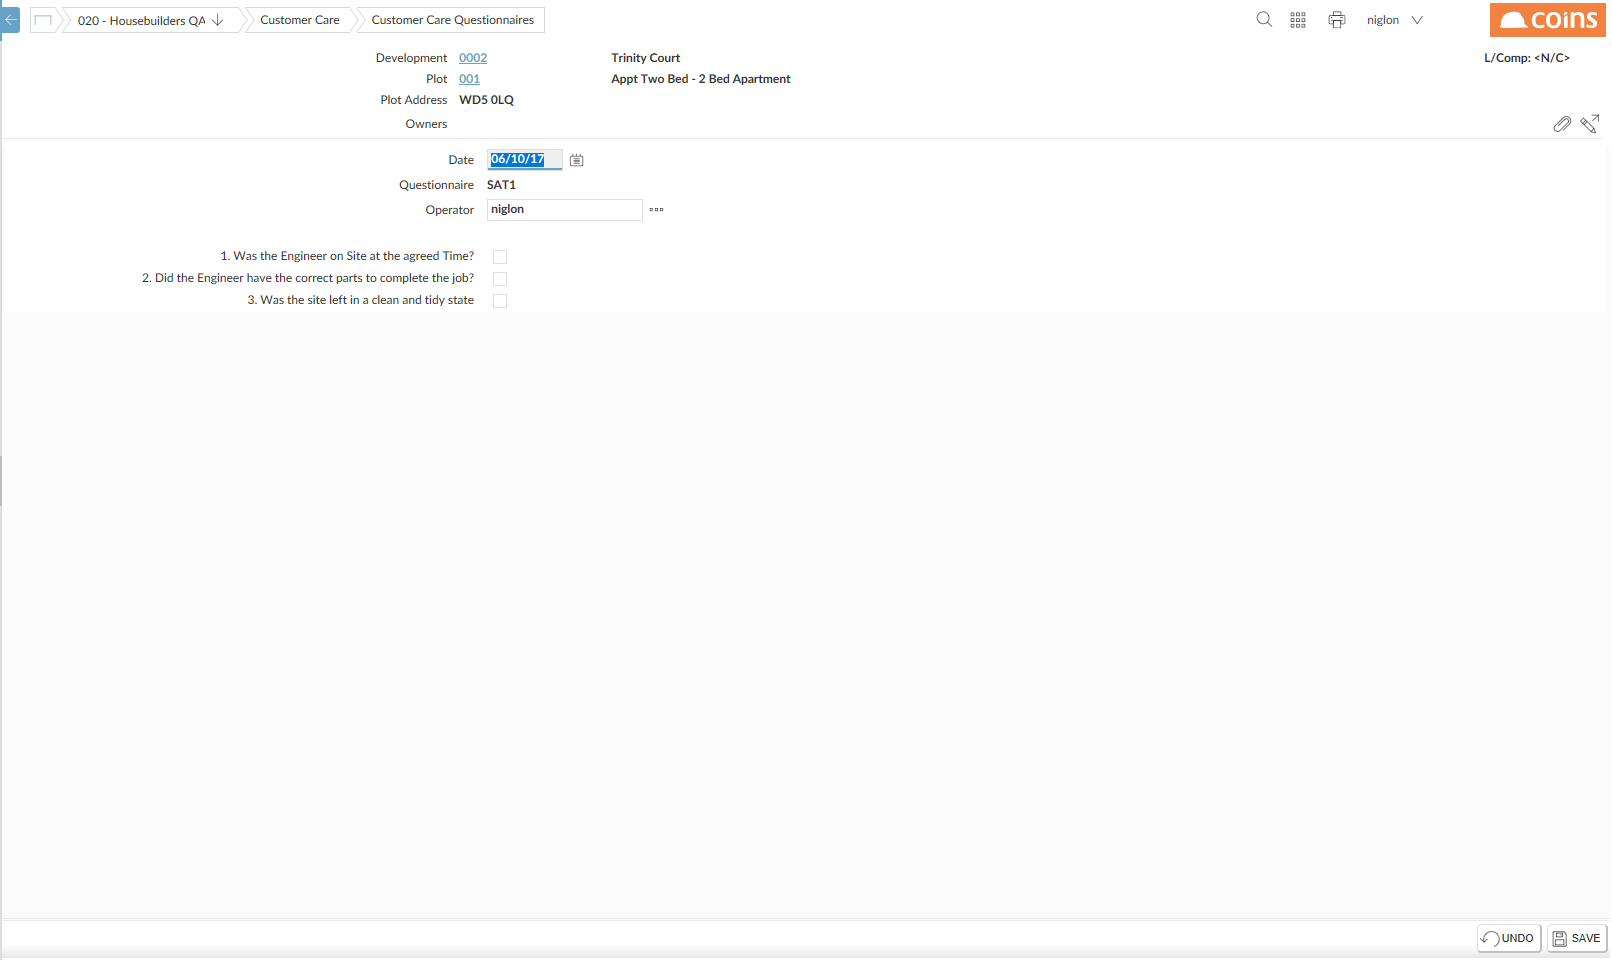 020 - Housebuilders QA
Customer Care
Customer Care Questionnaires
niglon
coins
Development 0002 Trinity Court L/Comp: <N/C>
Plot 001 Appt Two Bed - 2 Bed Apartment
Plot Address WD5 0LQ
Owners
Date 06/10/17
Questionnaire SAT1
Operator niglon
1. Was the Engineer on Site at the agreed Time?
2. Did the Engineer have the correct parts to complete the job?
3. Was the site left in a clean and tidy state
UNDO SAVE